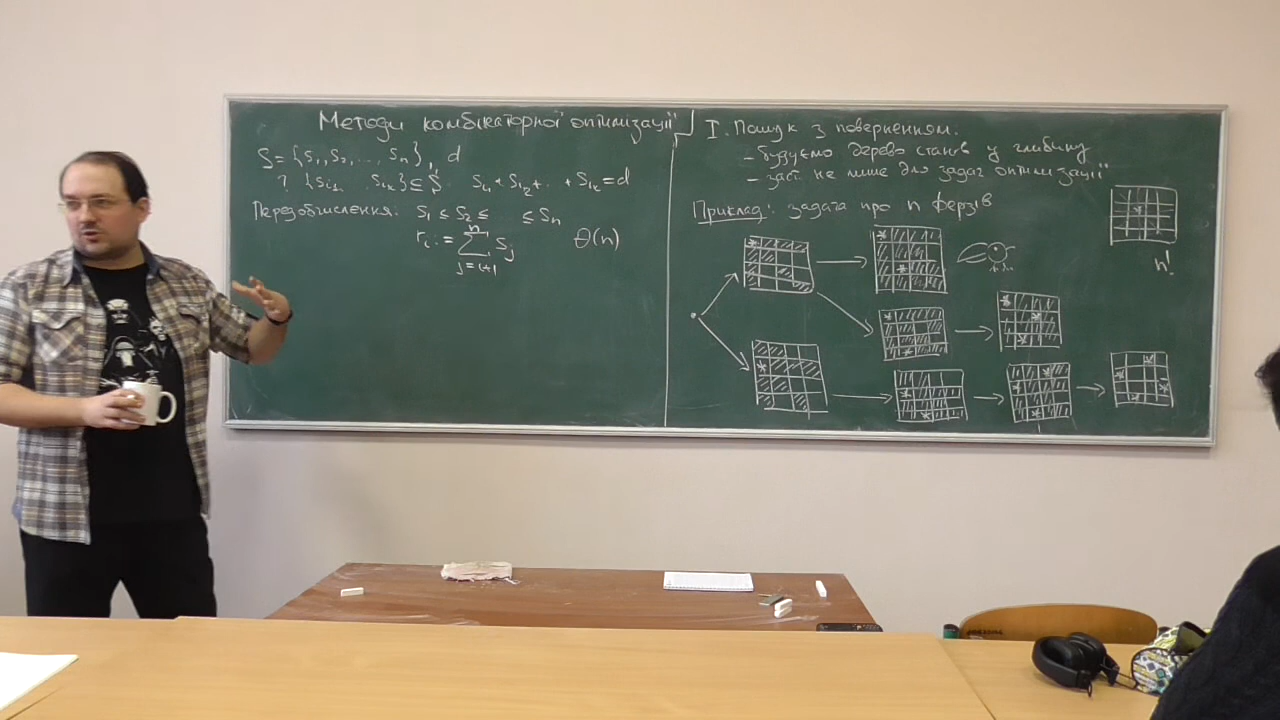 Методи комбінаторної оптимізації
S = {s₁, s₂, ..., sₙ}, d
? {sᵢ₁, ... sᵢₖ} ⊆ S sᵢ₁ + sᵢ₂ + ... + sᵢₖ = d
Передобчислення: s₁ ≤ s₂ ≤ ... ≤ sₙ
rᵢ := ∑ⁿⱼ₌ᵢ₊₁ sⱼ Θ(n)
I. Пошук з поверненням.
- будуємо дерево станів у глибину
- заст. не лише для задач оптимізації
Приклад: задача про n ферзів
n!